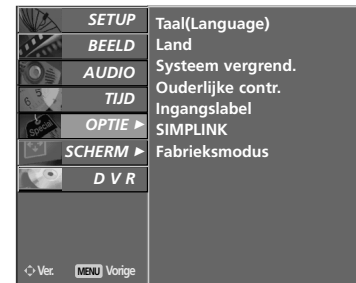 SETUP
BEELD
AUDIO
TIJD
OPTIE ►
SCHERM ►
D V R
Taal(Language)
Land
Systeem vergrend.
Ouderlijke contr.
Ingangslabel
SIMPLINK
Fabrieksmodus
Special
Ver. MENU Vorige